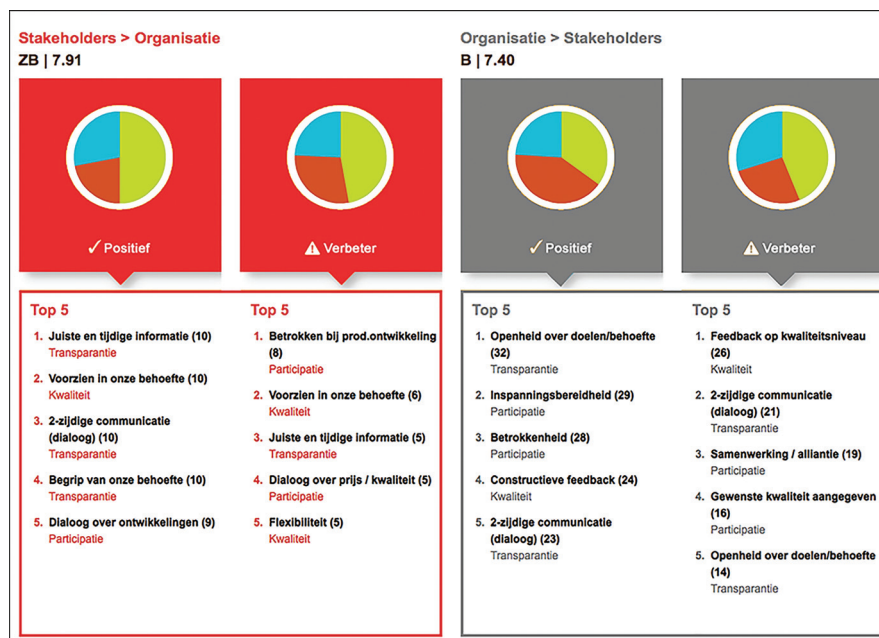 Stakeholders > Organisatie
ZB | 7.91
✓ Positief
Verbeter
Top 5
1. Juiste en tijdige informatie (10)
Transparantie
2. Voorzien in onze behoefte (10)
Kwaliteit
3. 2-zijdige communicatie
(dialoog) (10)
Transparantie
4. Begrip van onze behoefte (10)
Transparantie
5. Dialoog over ontwikkelingen (9)
Participatie
Top 5
1. Betrokken bij prod.ontwikkeling
(8)
Participatie
2. Voorzien in onze behoefte (6)
Kwaliteit
3. Juiste en tijdige informatie (5)
Transparantie
4. Dialoog over prijs / kwaliteit (5)
Participatie
5. Flexibiliteit (5)
Kwaliteit
Organisatie > Stakeholders
B | 7.40
✓ Positief
Verbeter
Top 5
1. Openheid over doelen/behoefte
(32)
Transparantie
2. Inspanningsbereidheid (29)
Participatie
3. Betrokkenheid (28)
Participatie
4. Constructieve feedback (24)
Kwaliteit
5. 2-zijdige communicatie
(dialoog) (23)
Transparantie
Top 5
1. Feedback op kwaliteitsniveau
(26)
Kwaliteit
2. 2-zijdige communicatie
(dialoog) (21)
Transparantie
3. Samenwerking / alliantie (19)
Participatie
4. Gewenste kwaliteit aangegeven
(16)
Participatie
5. Openheid over doelen/behoefte
(14)
Transparantie